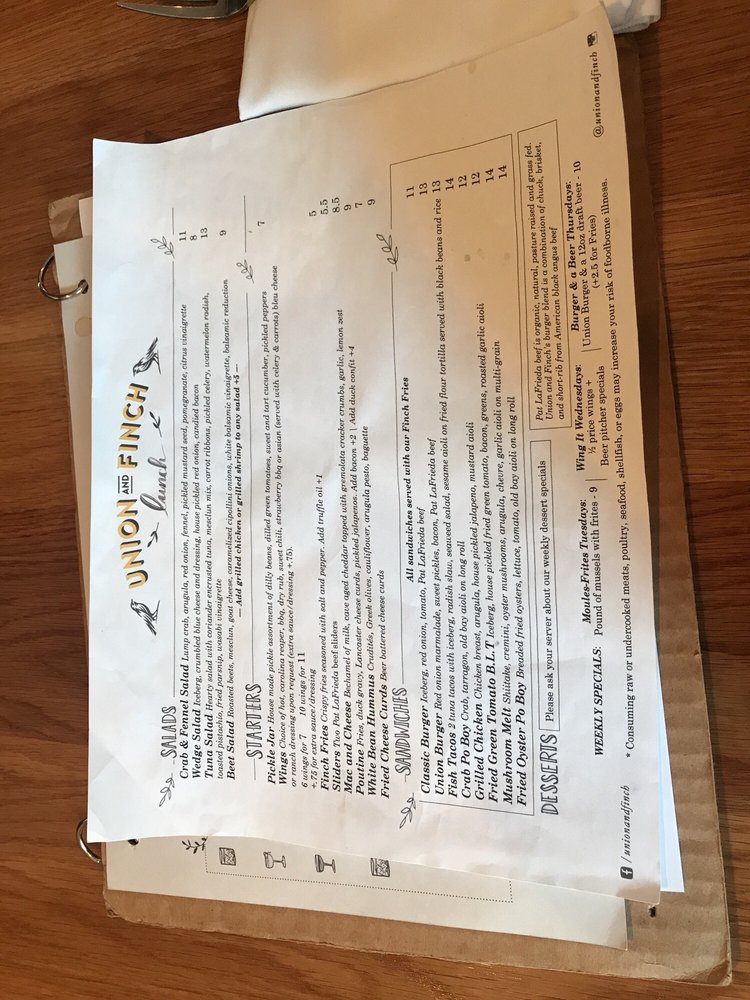 UNION AND FINCH
lunch
SALADS
Crab & Fennel Salad Lump crab, arugula, red onion, fennel, pickled mustard seed, pomegranate, citrus vinaigrette 11
Wedge Salad Iceberg, crumbled blue cheese and dressing, house pickled red onion, candied bacon 8
Tuna Salad Hearty salad with coriander encrusted tuna, mesclun mix, carrot ribbons, pickled celery, watermelon radish, 13
toasted pistachio, fried parsnip, wasabi vinaigrette
Beet Salad Roasted beets, mesclun, goat cheese, caramelized cipollini onions, white balsamic vinaigrette, balsamic reduction 9
— Add grilled chicken or grilled shrimp to any salad +5 —
STARTERS
Pickle Jar House made pickle assortment of dilly beans, dilled green tomatoes, sweet and tart cucumber, pickled peppers 7
Wings Choice of hot, carolina reaper, bbq, dry rub, sweet chili, strawberry bbq or asian (served with celery & carrots) bleu cheese
or ranch dressing upon request (extra sauce/dressing +.75).
6 wings for 7 10 wings for 11
+.75 for extra sauce/dressing
Finch Fries Crispy fries seasoned with salt and pepper. Add truffle oil +1 5
Sliders Two Pat LaFrieda beef sliders 5.5
Mac and Cheese Bechamel of milk, cave aged cheddar topped with gremolata cracker crumbs, garlic, lemon zest 8.5
Poutine Fries, duck gravy, Lancaster cheese curds, pickled jalapenos. Add bacon +2 | Add duck confit +4 9
White Bean Hummus Crudités, Greek olives, cauliflower, arugula pesto, baguette 7
Fried Cheese Curds Beer battered cheese curds 9
SANDWICHES
All sandwiches served with our Finch Fries
Classic Burger Iceberg, red onion, tomato, Pat LaFrieda beef 11
Union Burger Red onion marmalade, sweet pickles, bacon, Pat LaFrieda beef 13
Fish Tacos 2 tuna tacos with iceberg, radish slaw, seaweed salad, sesame aioli on fried flour tortilla served with black beans and rice 13
Crab Po Boy Crab, tarragon, old bay aioli on long roll 14
Grilled Chicken Chicken breast, arugula, house pickled jalapeno, mustard aioli 12
Fried Green Tomato B.L.T Iceberg, house pickled fried green tomato, bacon, greens, roasted garlic aioli 12
Mushroom Melt Shiitake, cremini, oyster mushrooms, arugula, chevre, garlic aioli on multi-grain 14
Fried Oyster Po Boy Breaded fried oysters, lettuce, tomato, old bay aioli on long roll 14
DESSERTS Please ask your server about our weekly dessert specials
Pat LaFrieda beef is organic, natural, pasture raised and grass fed.
Union and Finch's burger blend is a combination of chuck, brisket,
and short-rib from American black angus beef
WEEKLY SPECIALS:
Moules-Frites Tuesdays:
Pound of mussels with frites - 9
Wing It Wednesdays:
½ price wings +
Beer pitcher specials
Burger & a Beer Thursdays:
Union Burger & a 12oz draft beer - 10
(+2.5 for Fries)
* Consuming raw or undercooked meats, poultry, seafood, shellfish, or eggs may increase your risk of foodborne illness.
f /unionandfinch
@unionandfinch